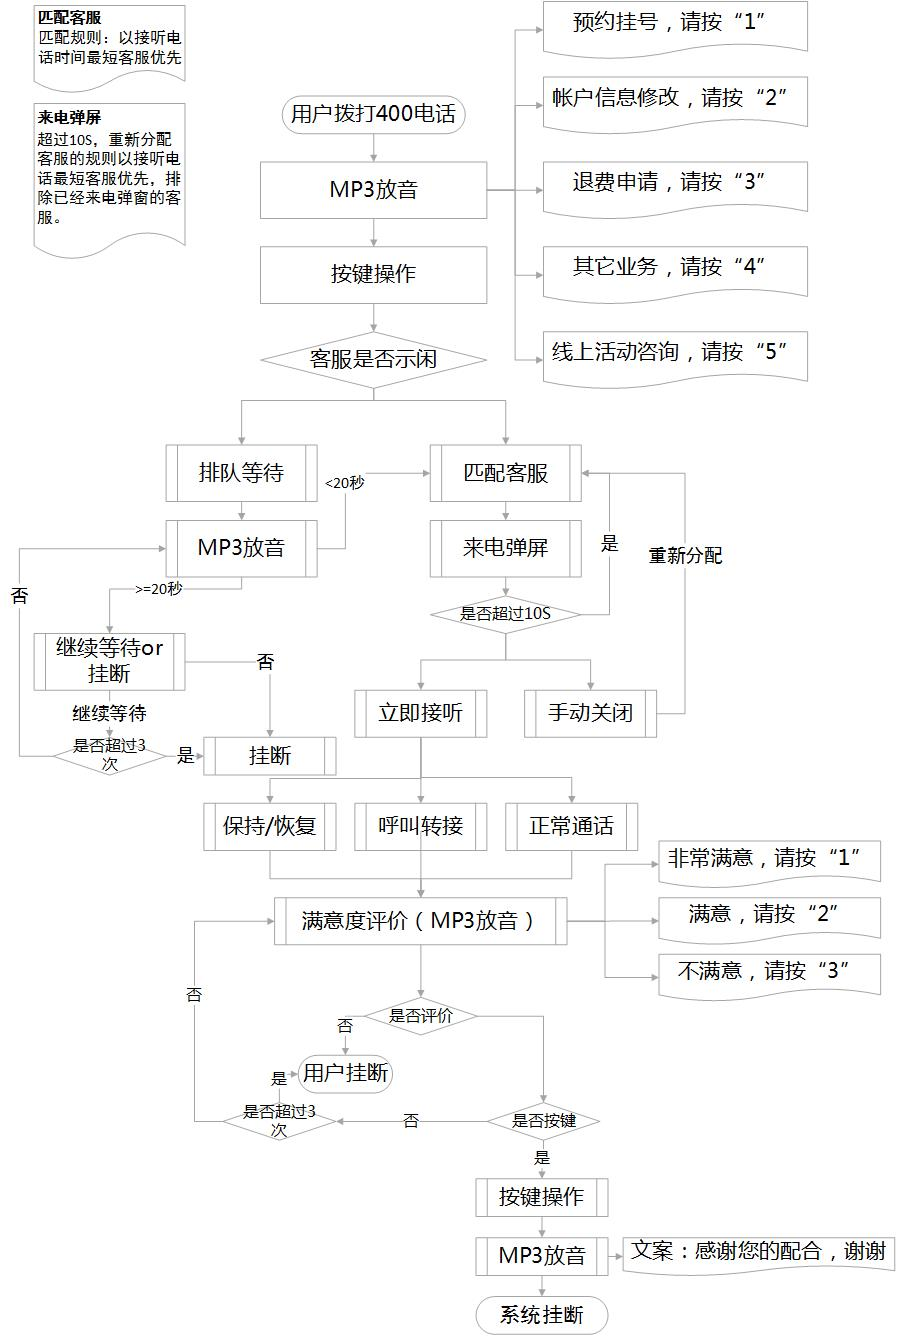 匹配客服
匹配规则：以接听电
话时间最短客服优先
来电弹屏
超过10S，重新分配
客服的规则以接听电
话最短客服优先，排
除已经来电弹窗的客
服。
用户拨打400电话
MP3放音
预约挂号，请按“1”
帐户信息修改，请按“2”
退费申请，请按“3”
其它业务，请按“4”
线上活动咨询，请按“5”
按键操作
客服是否示闲
排队等待
<20秒
匹配客服
MP3放音
来电弹屏
是
重新分配
否
>=20秒
是否超过10S
继续等待or
挂断
否
继续等待
立即接听
手动关闭
是否超过3
次
是
挂断
保持/恢复
呼叫转接
正常通话
满意度评价（MP3放音）
非常满意，请按“1”
满意，请按“2”
不满意，请按“3”
否
是否评价
否
用户挂断
是
是否超过3
次
否
是否按键
是
按键操作
MP3放音
文案：感谢您的配合，谢谢
系统挂断